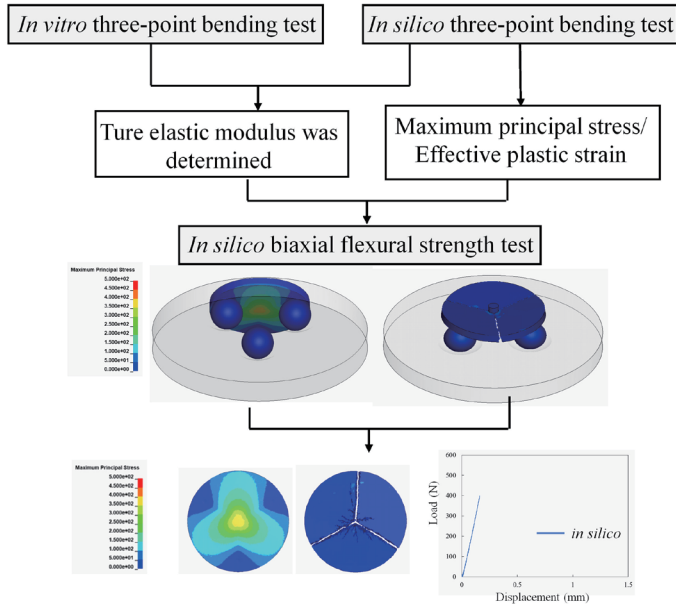 In vitro three-point bending test
In silico three-point bending test
Ture elastic modulus was
determined
Maximum principal stress/
Effective plastic strain
In silico biaxial flexural strength test
Maximum Principal Stress
5.000e+02
4.500e+02
4.000e+02
3.500e+02
3.000e+02
2.500e+02
2.000e+02
1.500e+02
1.000e+02
5.000e+01
0.000e+00
Maximum Principal Stress
5.000e+02
4.500e+02
4.000e+02
3.500e+02
3.000e+02
2.500e+02
2.000e+02
1.500e+02
1.000e+02
5.000e+01
0.000e+00
Load (N)
600
500
400
300
200
100
0
in silico
0
0.5
1
1.5
Displacement (mm)